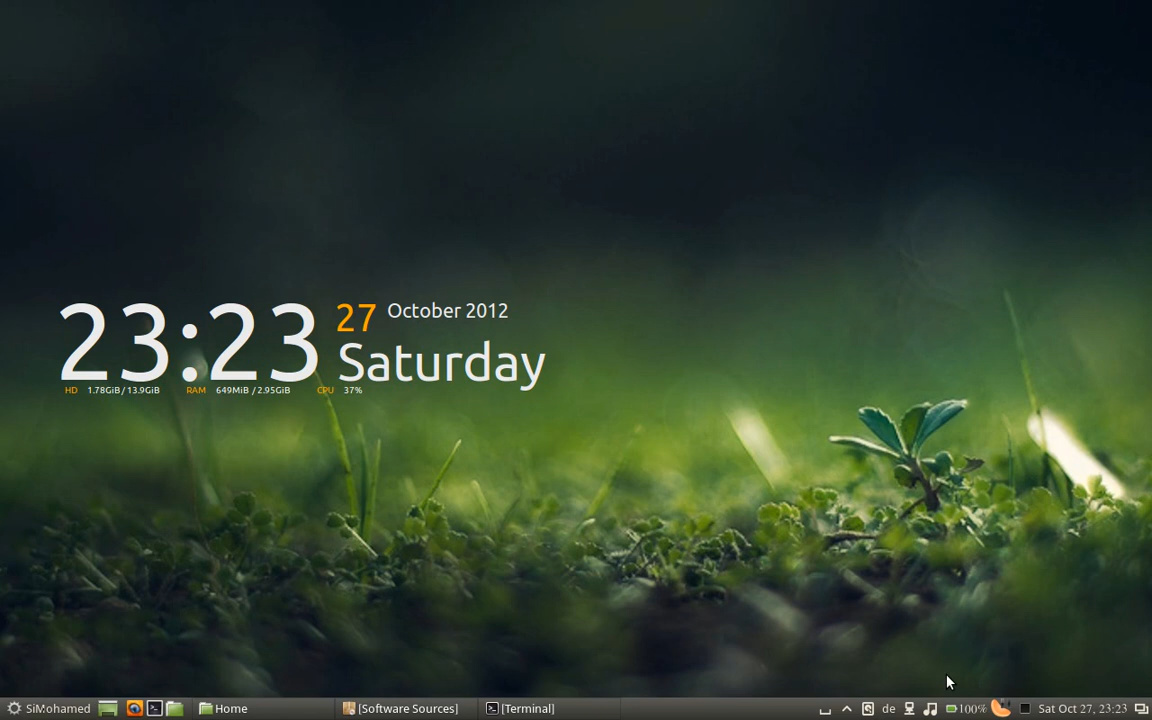 23:23
27 October 2012
Saturday
HD 1.78GiB / 13.9GiB RAM 649MiB / 2.95GiB CPU 37%
SiMohamed Home [Software Sources] [Terminal] de 100% Sat Oct 27, 23:23